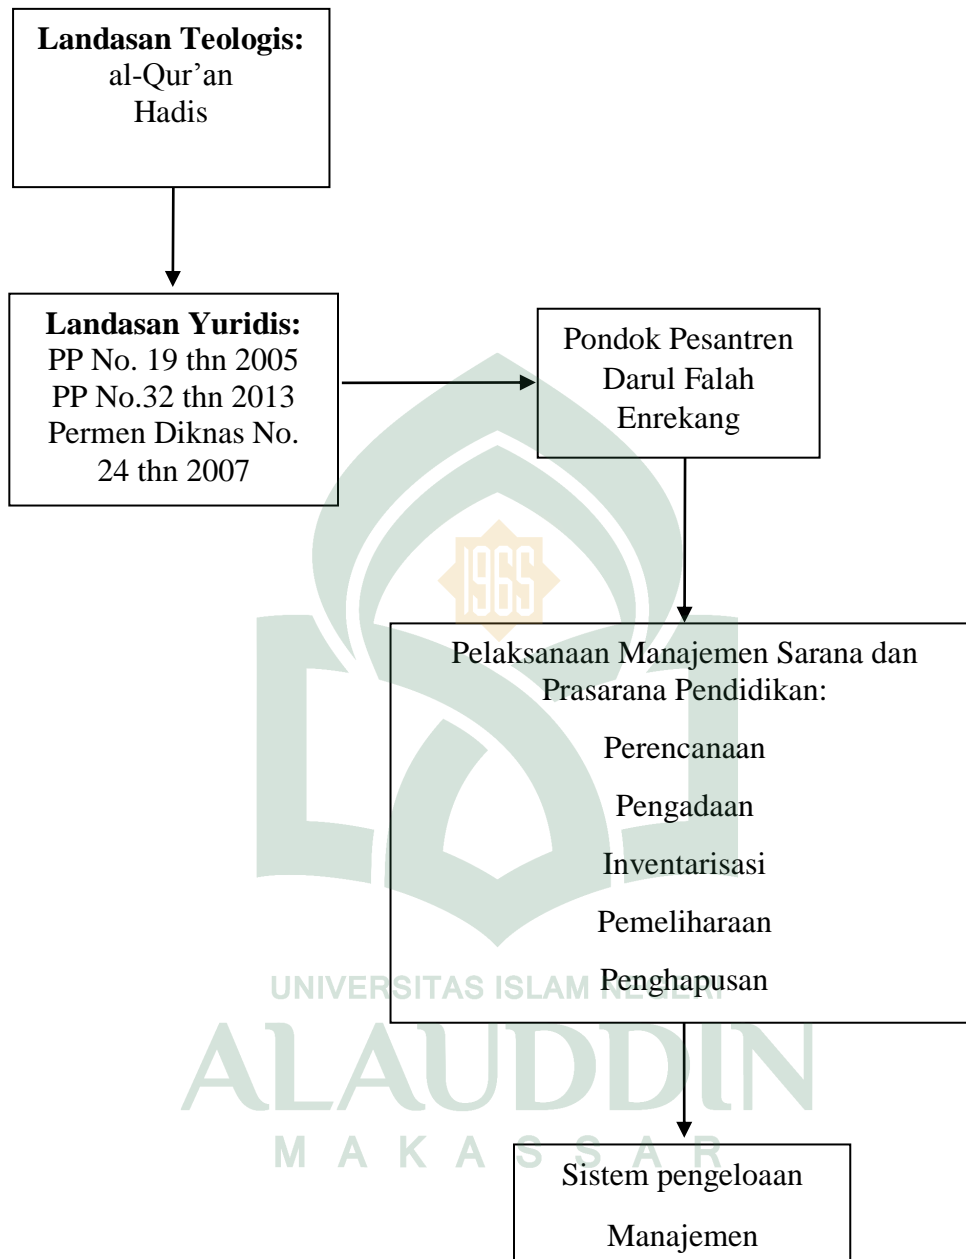 Landasan Teologis:
al-Qur’an
Hadis
Landasan Yuridis:
PP No. 19 thn 2005
PP No.32 thn 2013
Permen Diknas No.
24 thn 2007
Pondok Pesantren
Darul Falah
Enrekang
1965
Pelaksanaan Manajemen Sarana dan
Prasarana Pendidikan:
Perencanaan
Pengadaan
Inventarisasi
Pemeliharaan
Penghapusan
UNIVERSITAS ISLAM NEGERI
ALAUDDIN
MAKASSAR
Sistem pengeloaan
Manajemen